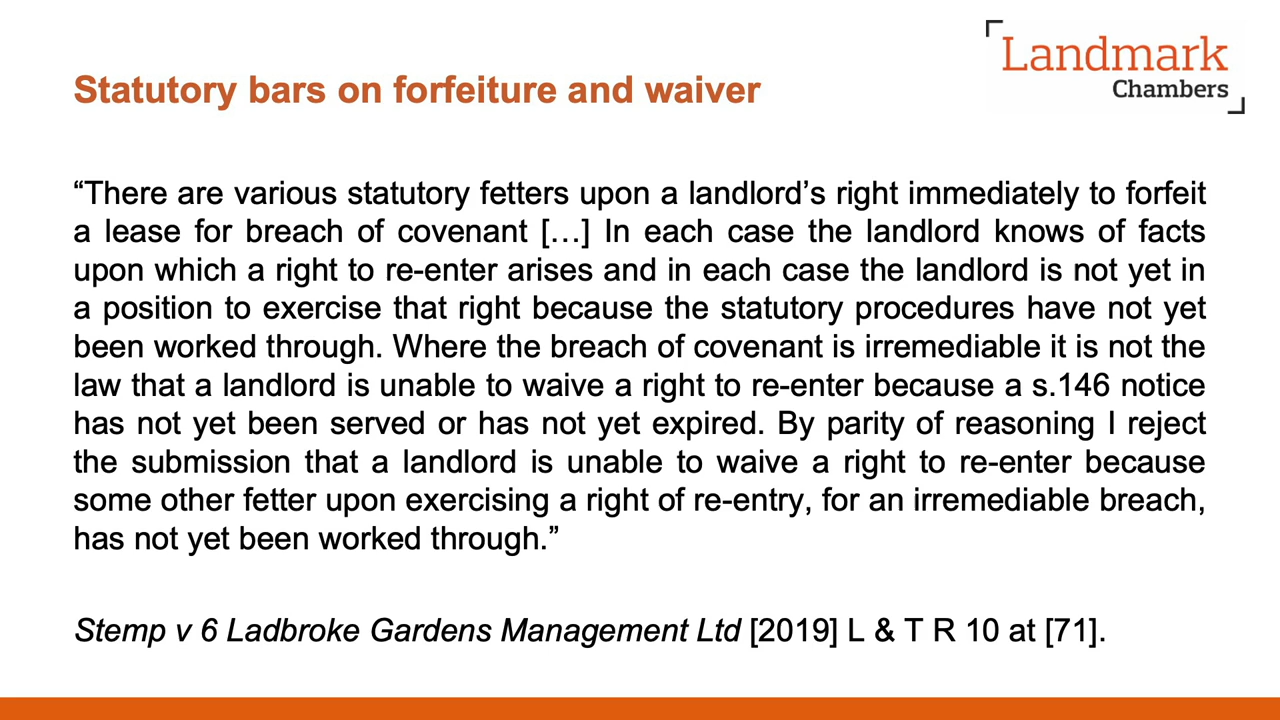 Landmark
Chambers
Statutory bars on forfeiture and waiver
“There are various statutory fetters upon a landlord’s right immediately to forfeit
a lease for breach of covenant […] In each case the landlord knows of facts
upon which a right to re-enter arises and in each case the landlord is not yet in
a position to exercise that right because the statutory procedures have not yet
been worked through. Where the breach of covenant is irremediable it is not the
law that a landlord is unable to waive a right to re-enter because a s.146 notice
has not yet been served or has not yet expired. By parity of reasoning I reject
the submission that a landlord is unable to waive a right to re-enter because
some other fetter upon exercising a right of re-entry, for an irremediable breach,
has not yet been worked through.”
Stemp v 6 Ladbroke Gardens Management Ltd [2019] L & T R 10 at [71].